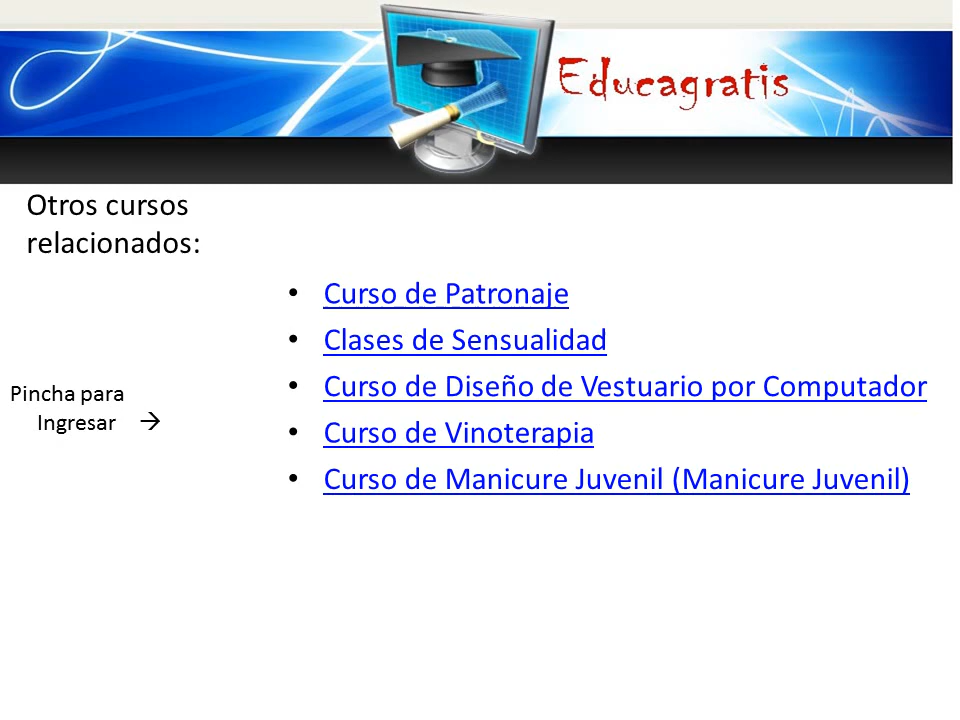 Educagratis
Otros cursos
relacionados:
• Curso de Patronaje
• Clases de Sensualidad
• Curso de Diseño de Vestuario por Computador
• Curso de Vinoterapia
• Curso de Manicure Juvenil (Manicure Juvenil)
Pincha para
Ingresar →